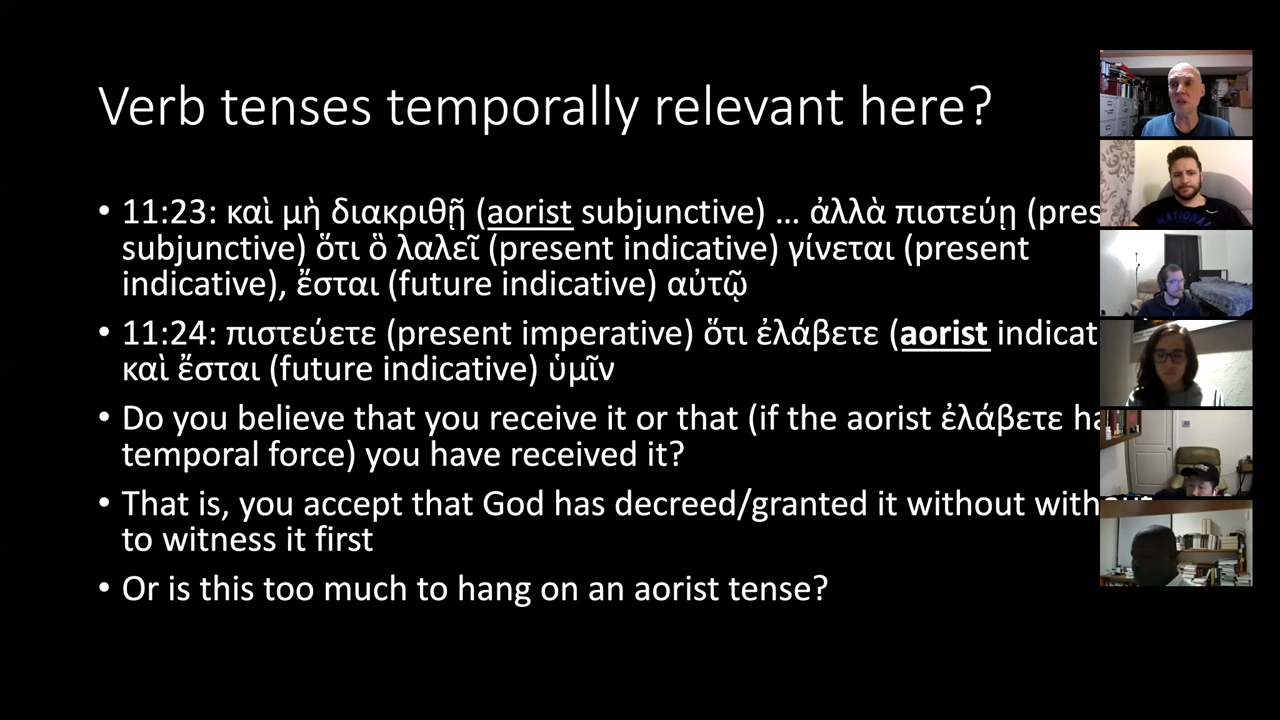 Verb tenses temporally relevant here?
• 11:23: καὶ μὴ διακριθῇ (aorist subjunctive) … ἀλλὰ πιστεύῃ (pres
subjunctive) ὅτι ὃ λαλεῖ (present indicative) γίνεται (present
indicative), ἔσται (future indicative) αὐτῷ
• 11:24: πιστεύετε (present imperative) ὅτι ἐλάβετε (aorist indicat
καὶ ἔσται (future indicative) ὑμῖν
• Do you believe that you receive it or that (if the aorist ἐλάβετε ha
temporal force) you have received it?
• That is, you accept that God has decreed/granted it without with
to witness it first
• Or is this too much to hang on an aorist tense?
NATIONAL